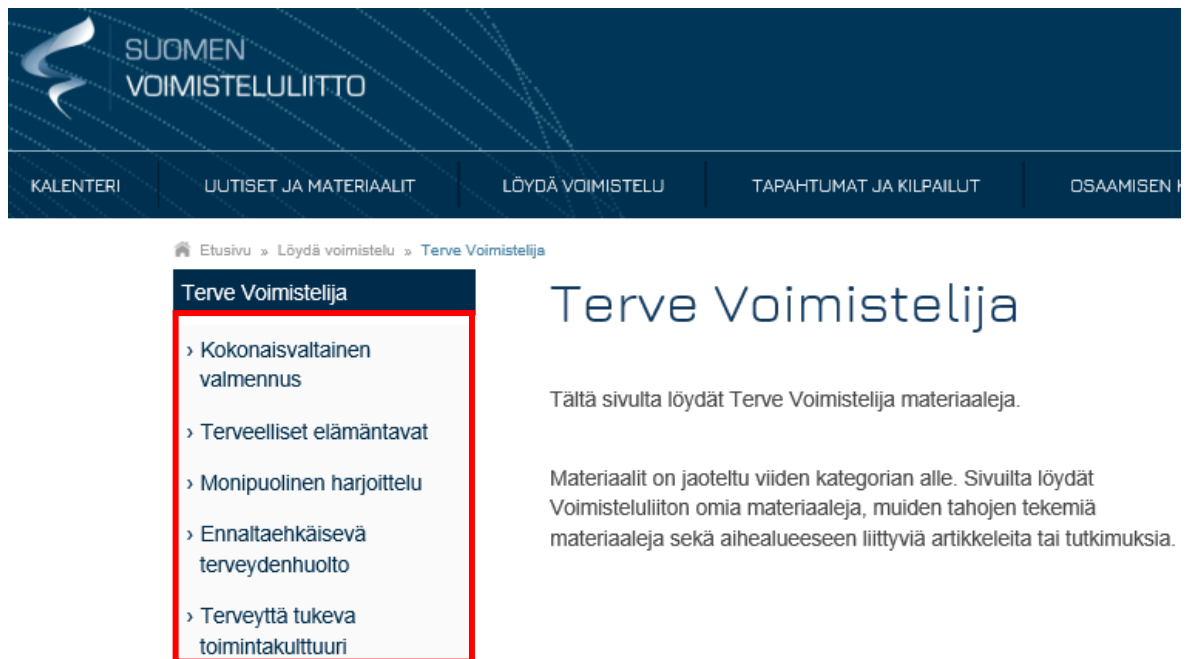 SUOMEN
VOIMISTELULIITTO
KALENTERI
UUTISET JA MATERIAALIT
LÖYDÄ VOIMISTELU
TAPAHTUMAT JA KILPAILUT
OSAAMISEN
Etusivu » Löydä voimistelu » Terve Voimistelija
Terve Voimistelija
› Kokonaisvaltainen
valmennus
› Terveelliset elämäntavat
› Monipuolinen harjoittelu
› Ennaltaehkäisevä
terveydenhuolto
› Terveyttä tukeva
toimintakulttuuri
Terve Voimistelija
Tältä sivulta löydät Terve Voimistelija materiaaleja.
Materiaalit on jaoteltu viiden kategorian alle. Sivuilta löydät
Voimisteluliiton omia materiaaleja, muiden tahojen tekemiä
materiaaleja sekä aihealueeseen liittyviä artikkeleita tai tutkimuksia.